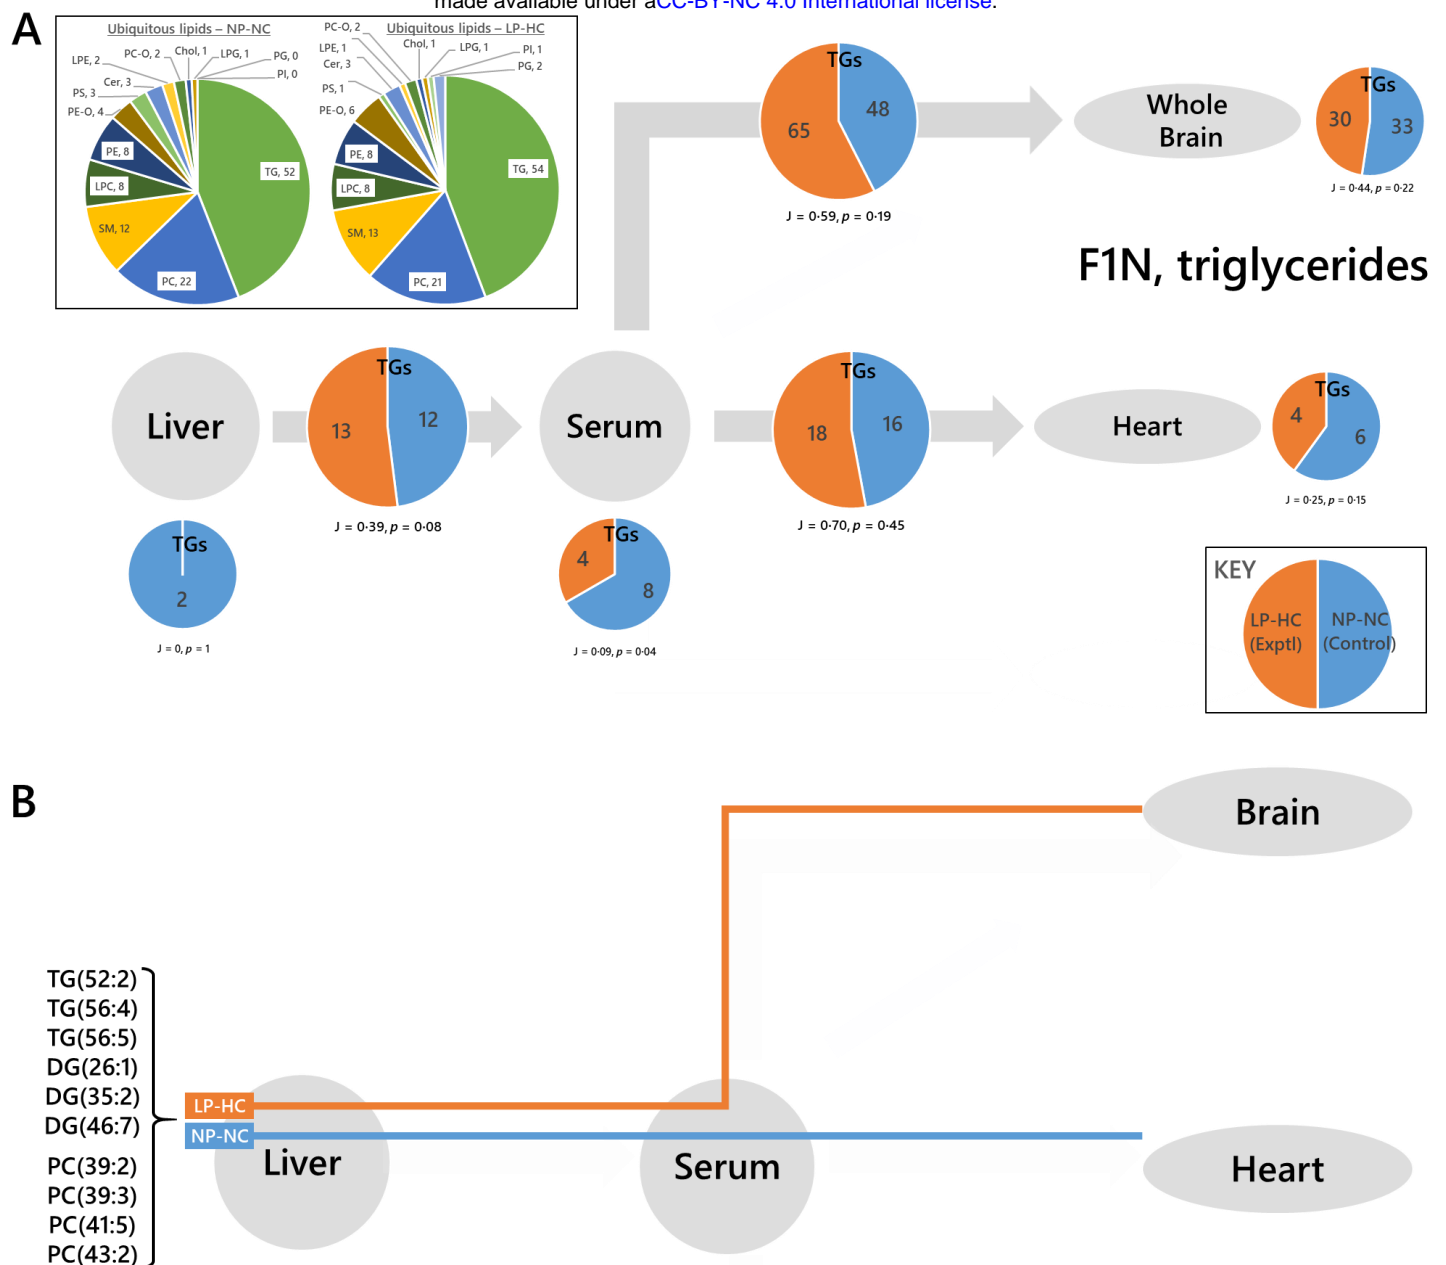 made available under aCC-BY-NC 4.0 International license.
A
Ubiquitous lipids – NP-NC
PC-O, 2
Chol, 1
LPG, 1
PG, 0
LPE, 2
PI, 0
Cer, 3
PS, 3
PE-O, 4
PE, 8
LPC, 8
SM, 12
PC, 22
TG, 52
Ubiquitous lipids – LP-HC
PC-O, 2
Chol, 1
LPG, 1
PI, 1
LPE, 1
PG, 2
Cer, 3
PS, 1
PE-O, 6
PE, 8
LPC, 8
SM, 13
PC, 21
TG, 54
TGs
65
48
J = 0·59, p = 0·19
Whole
Brain
TGs
30
33
J = 0·44, p = 0·22
F1N, triglycerides
Liver
TGs
13
12
J = 0·39, p = 0·08
Serum
TGs
18
16
J = 0·70, p = 0·45
Heart
TGs
4
6
J = 0·25, p = 0·15
TGs
2
J = 0, p = 1
TGs
4
8
J = 0·09, p = 0·04
KEY
LP-HC
(Exptl)
NP-NC
(Control)
B
Brain
TG(52:2)
TG(56:4)
TG(56:5)
DG(26:1)
DG(35:2)
DG(46:7)
PC(39:2)
PC(39:3)
PC(41:5)
PC(43:2)
LP-HC
NP-NC
Liver
Serum
Heart